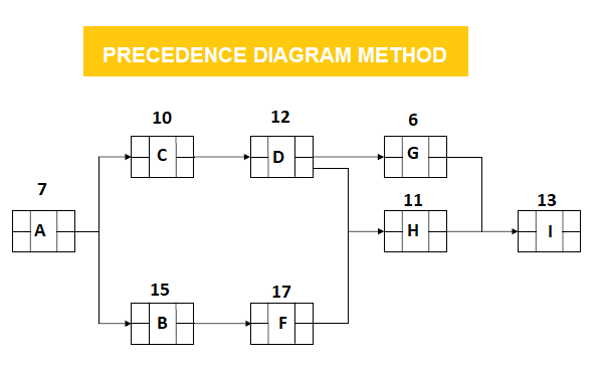 PRECEDENCE DIAGRAM METHOD
10 12 6
C D G
7 11 13
A H I
15 17
B F